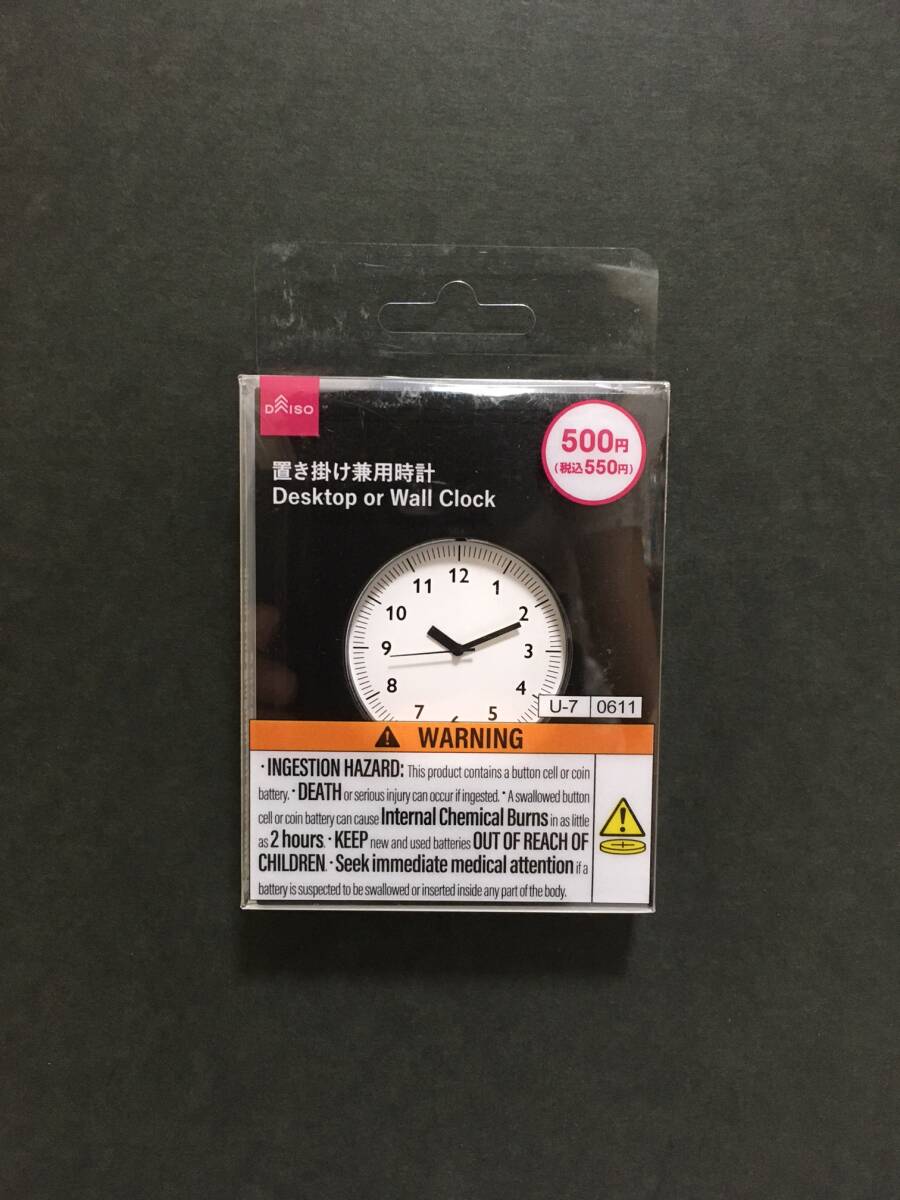 DAISO
500円
(税込550円)
置き掛け兼用時計
Desktop or Wall Clock
12
11
1
10
2
9
3
8
4
7
5
U-7 0611
WARNING
・INGESTION HAZARD: This product contains a button cell or coin
battery. ・DEATH or serious injury can occur if ingested. ・A swallowed button
cell or coin battery can cause Internal Chemical Burns in as little
as 2 hours. ・KEEP new and used batteries OUT OF REACH OF
CHILDREN. ・Seek immediate medical attention if a
battery is suspected to be swallowed or inserted inside any part of the body.